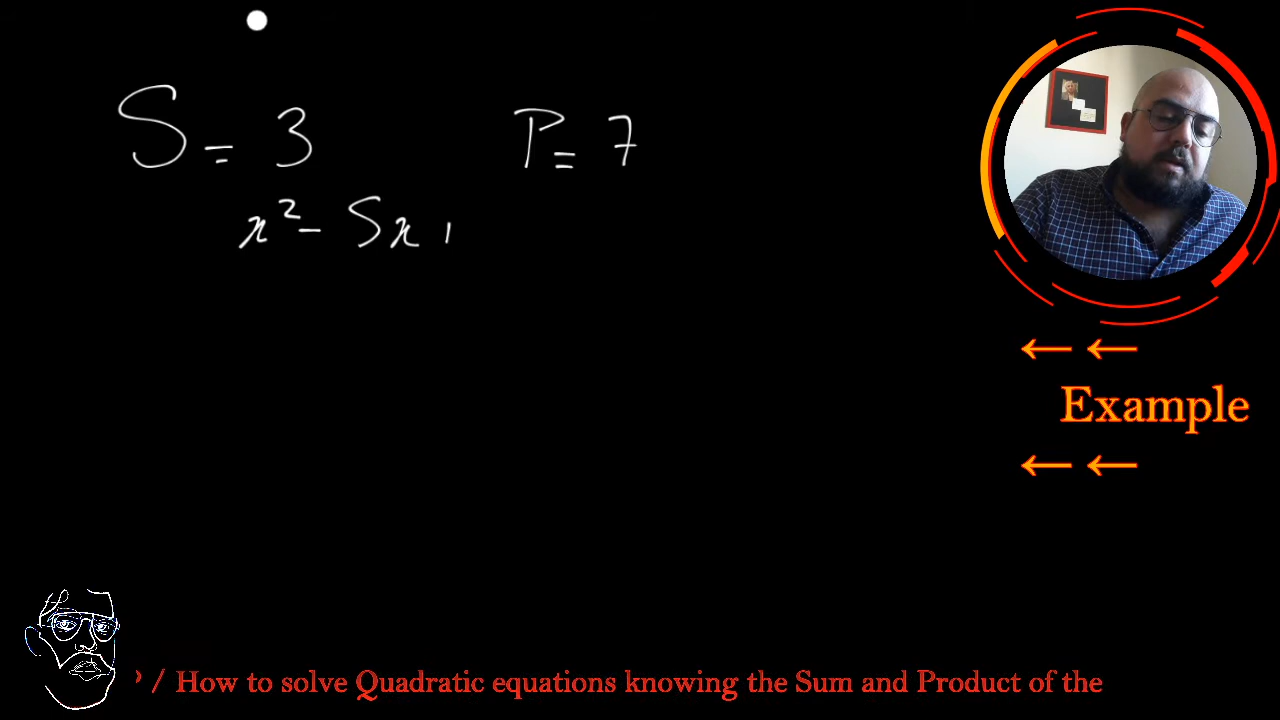 S = 3 P = 7
x² - Sx
← ←
Example
← ←
/ How to solve Quadratic equations knowing the Sum and Product of the